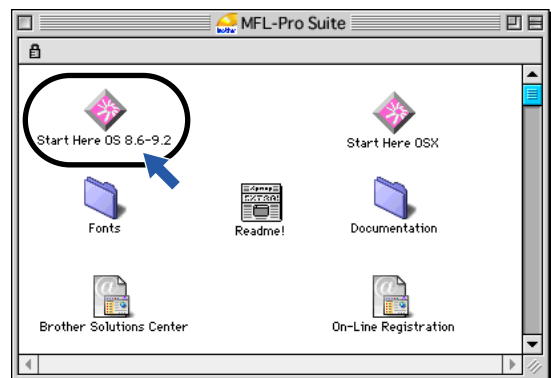 MFL-Pro Suite
Start Here OS 8.6-9.2
Start Here OSX
Fonts
Readme!
Documentation
Brother Solutions Center
On-Line Registration